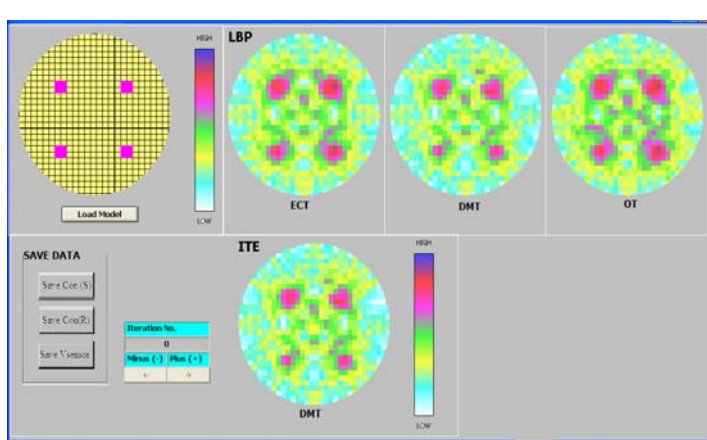 HIGH
LBP
Load Model
LOW
ECT
DMT
OT
SAVE DATA
ITE
HIGH
Save Con (S)
Save Con(R)
Save Vsensor
Iteration No.
0
Minus (-) Plus (+)
← →
DMT
LOW